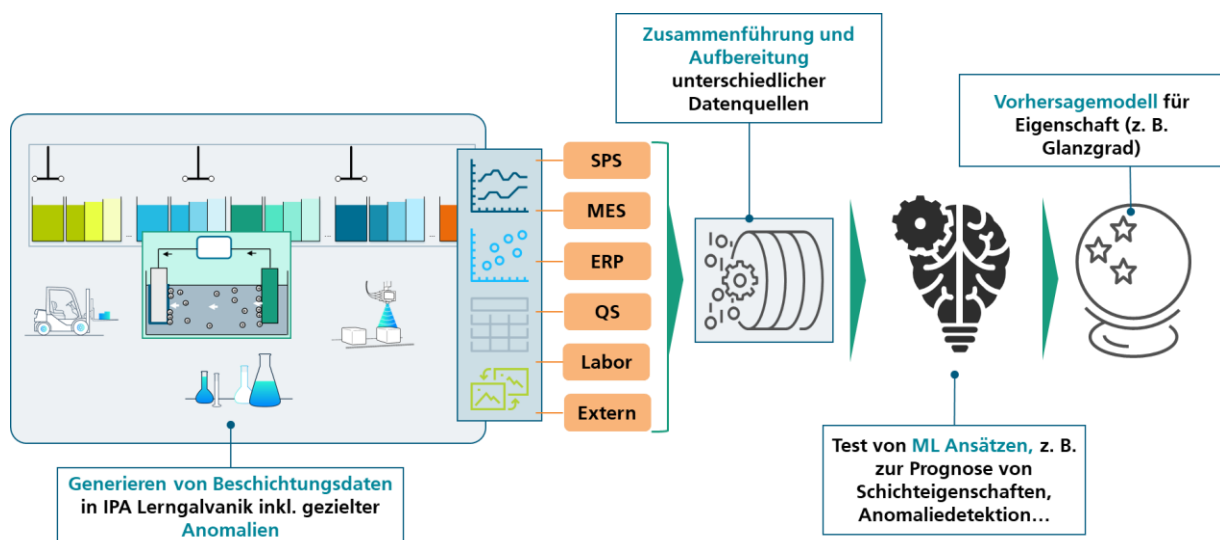 Zusammenführung und
Aufbereitung
unterschiedlicher
Datenquellen
Vorhersagemodell für
Eigenschaft (z. B.
Glanzgrad)
SPS
MES
ERP
QS
Labor
Extern
Generieren von Beschichtungsdaten
in IPA Lerngalvanik inkl. gezielter
Anomalien
Test von ML Ansätzen, z. B.
zur Prognose von
Schichteigenschaften,
Anomaliedetektion...